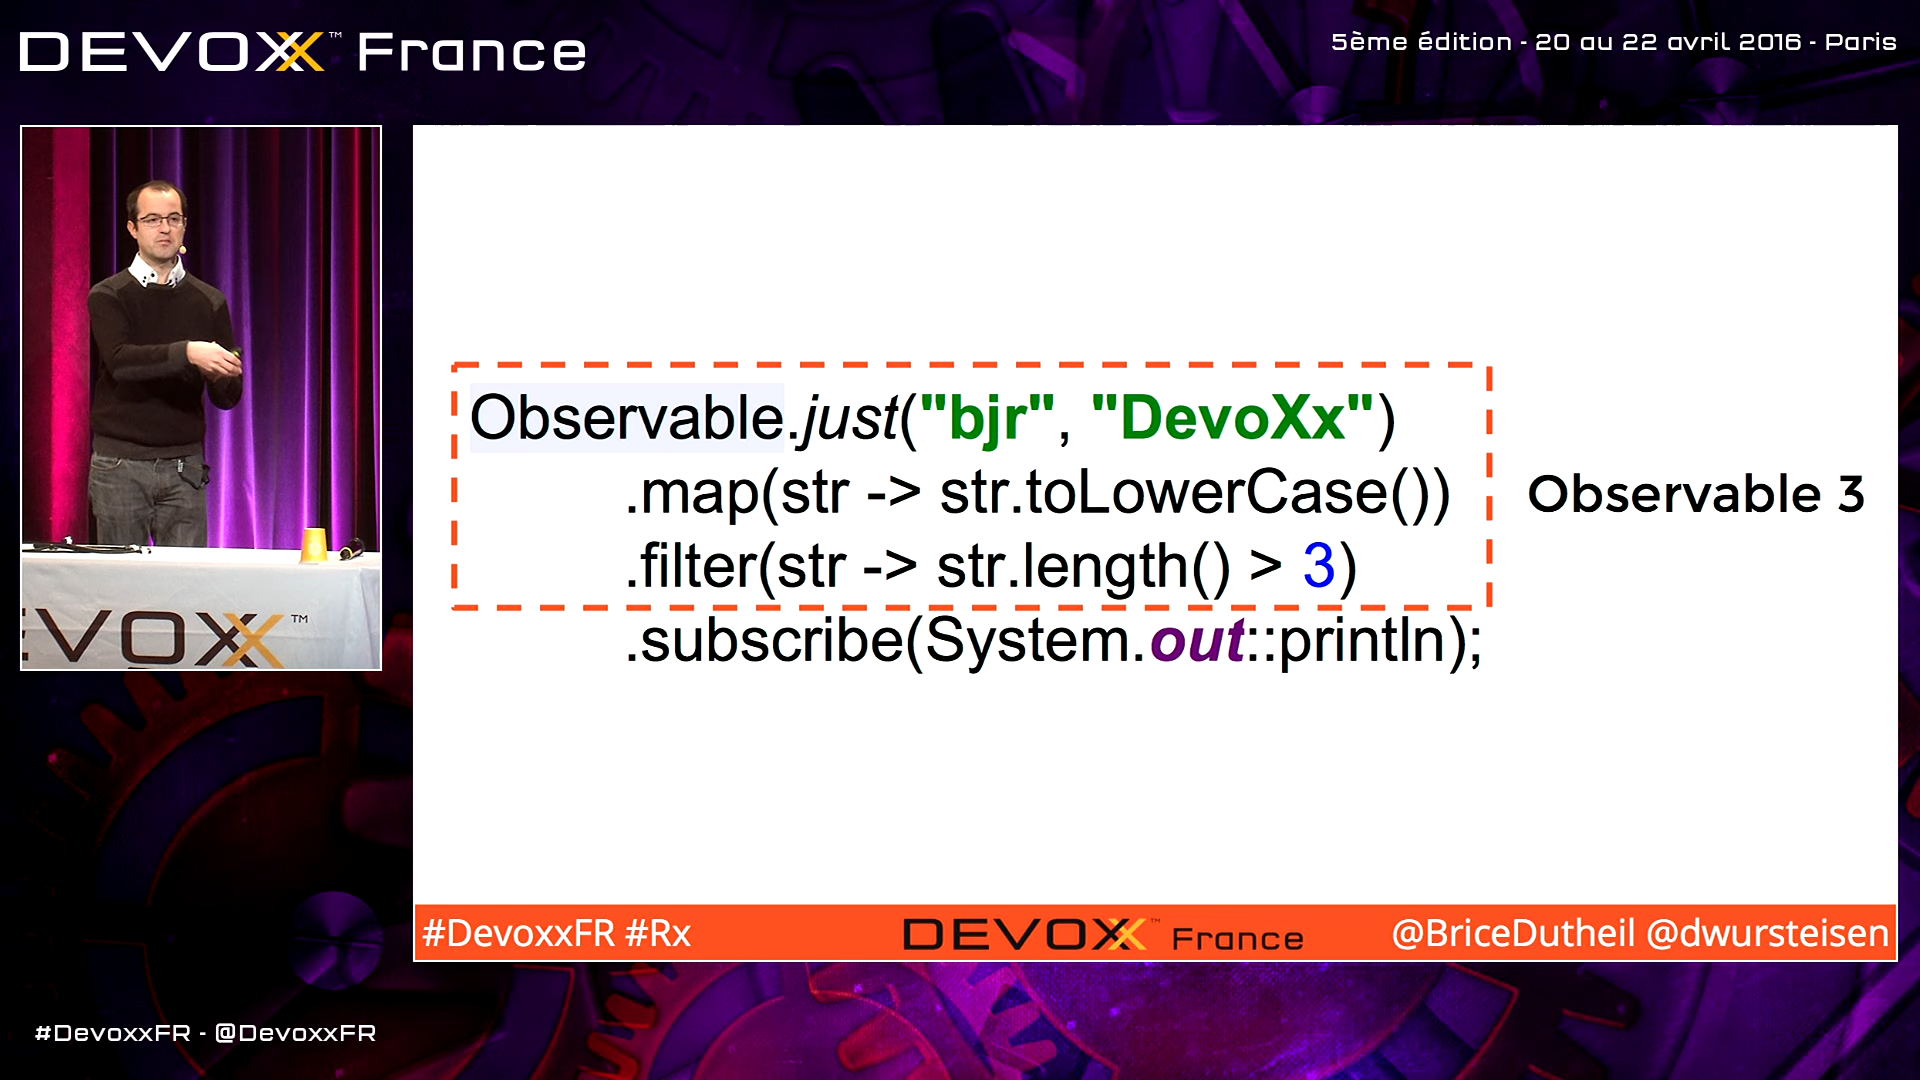 DEVOXX™ France
5ème édition - 20 au 22 avril 2016 - Paris
EVOXX™
Observable.just("bjr", "DevoXx")
.map(str -> str.toLowerCase())
.filter(str -> str.length() > 3)
.subscribe(System.out::println);
Observable 3
#DevoxxFR #Rx
DEVOXX™ France
@BriceDutheil @dwursteisen
#DevoxxFR - @DevoxxFR